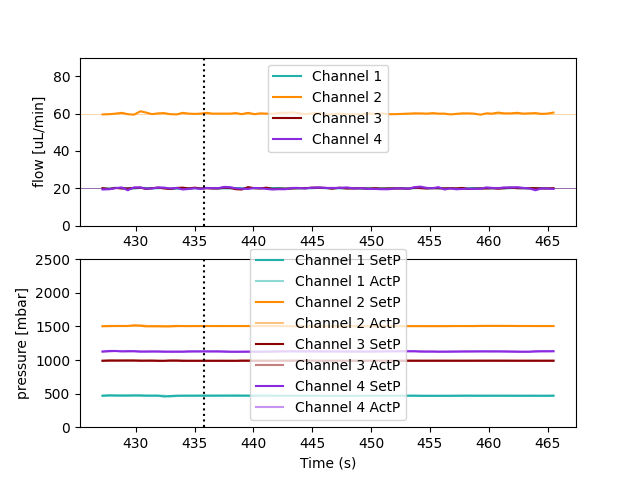 80
60
40
20
0
flow [uL/min]
Channel 1
Channel 2
Channel 3
Channel 4
430 435 440 445 450 455 460 465
2500
2000
1500
1000
500
0
pressure [mbar]
Channel 1 SetP
Channel 1 ActP
Channel 2 SetP
Channel 2 ActP
Channel 3 SetP
Channel 3 ActP
Channel 4 SetP
Channel 4 ActP
430 435 440 445 450 455 460 465
Time (s)